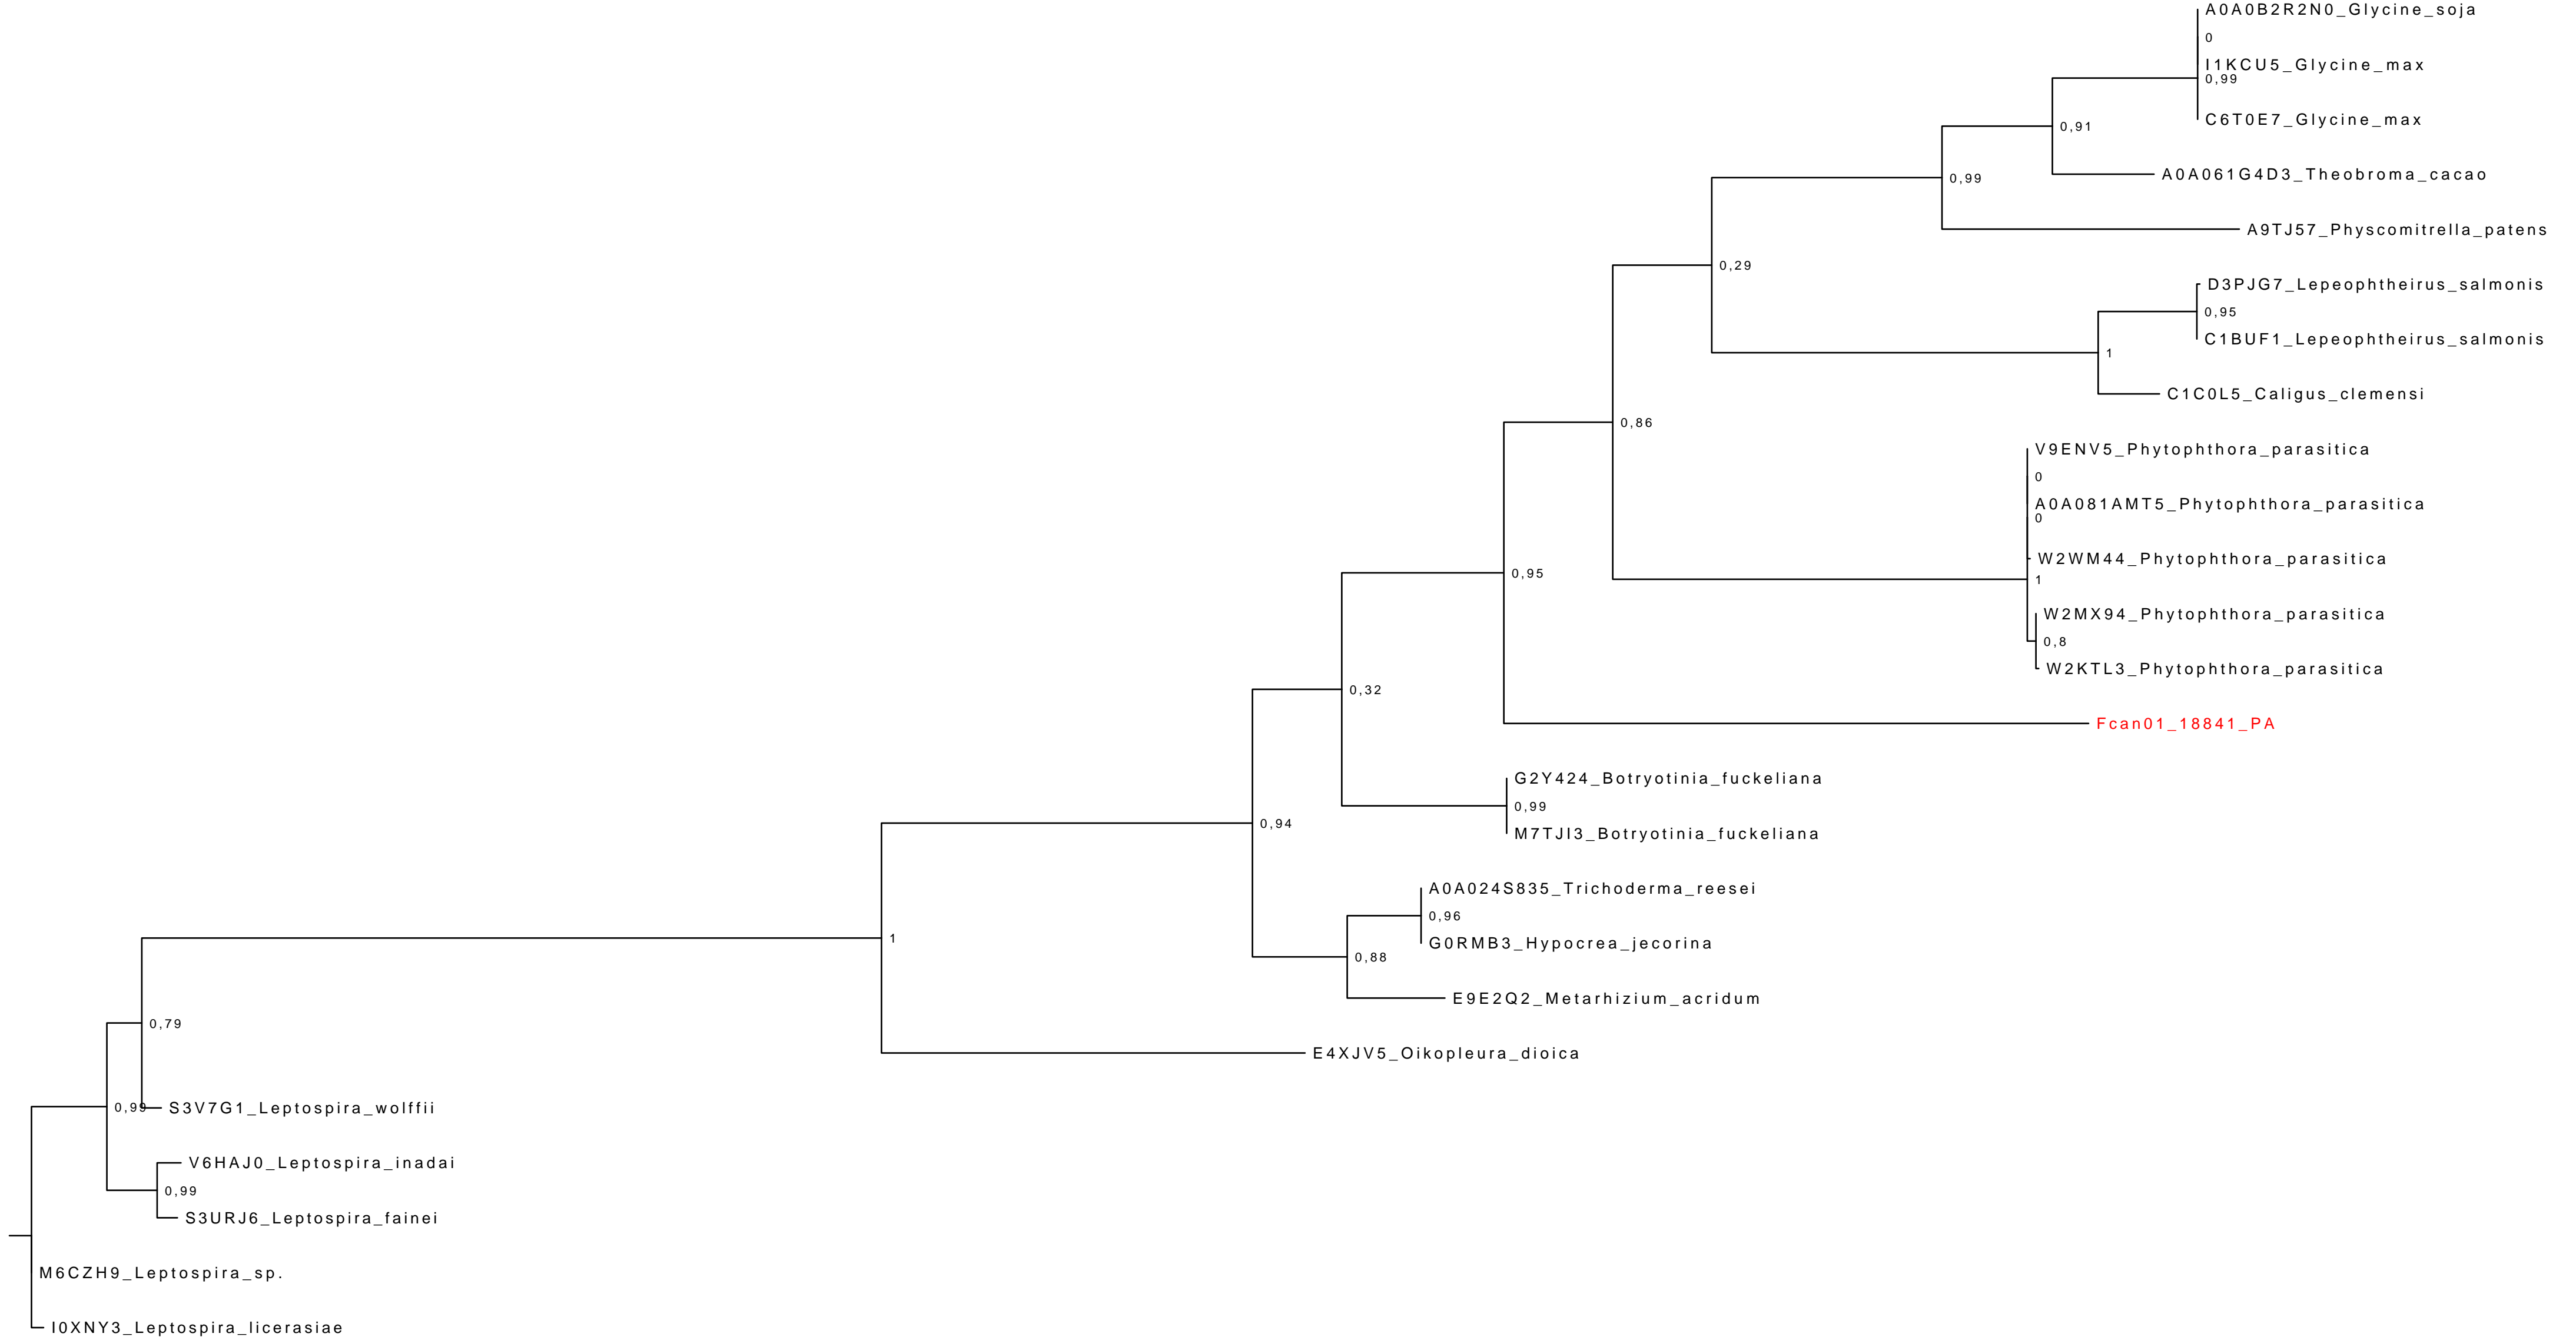 A0A0B2R2N0_Glycine_soja
0
I1KCU5_Glycine_max
0,99
C6T0E7_Glycine_max
0,91
A0A061G4D3_Theobroma_cacao
0,99
A9TJ57_Physcomitrella_patens
0,29
D3PJG7_Lepeophtheirus_salmonis
0,95
C1BUF1_Lepeophtheirus_salmonis
1
C1C0L5_Caligus_clemensi
0,86
V9ENV5_Phytophthora_parasitica
0
A0A081AMT5_Phytophthora_parasitica
0
W2WM44_Phytophthora_parasitica
0,95
1
W2MX94_Phytophthora_parasitica
0,8
W2KTL3_Phytophthora_parasitica
0,32
Fcan01_18841_PA
G2Y424_Botryotinia_fuckeliana
0,99
0,94
M7TJI3_Botryotinia_fuckeliana
A0A024S835_Trichoderma_reesei
0,96
1
G0RMB3_Hypocrea_jecorina
0,88
E9E2Q2_Metarhizium_acridum
0,79
E4XJV5_Oikopleura_dioica
0,99
S3V7G1_Leptospira_wolffii
V6HAJ0_Leptospira_inadai
0,99
S3URJ6_Leptospira_fainei
M6CZH9_Leptospira_sp.
I0XNY3_Leptospira_licerasiae